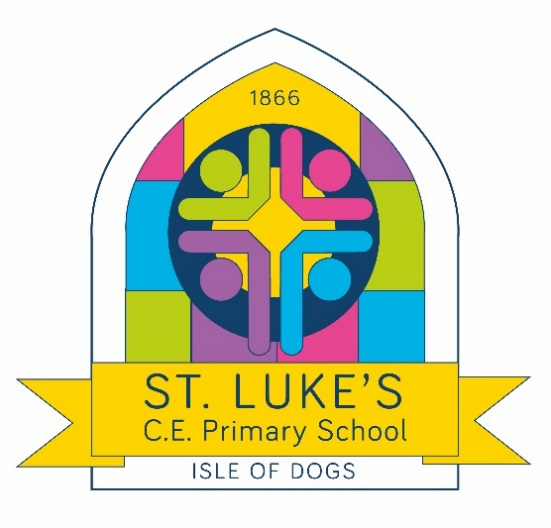 1866
ST. LUKE'S
C.E. Primary School
ISLE OF DOGS